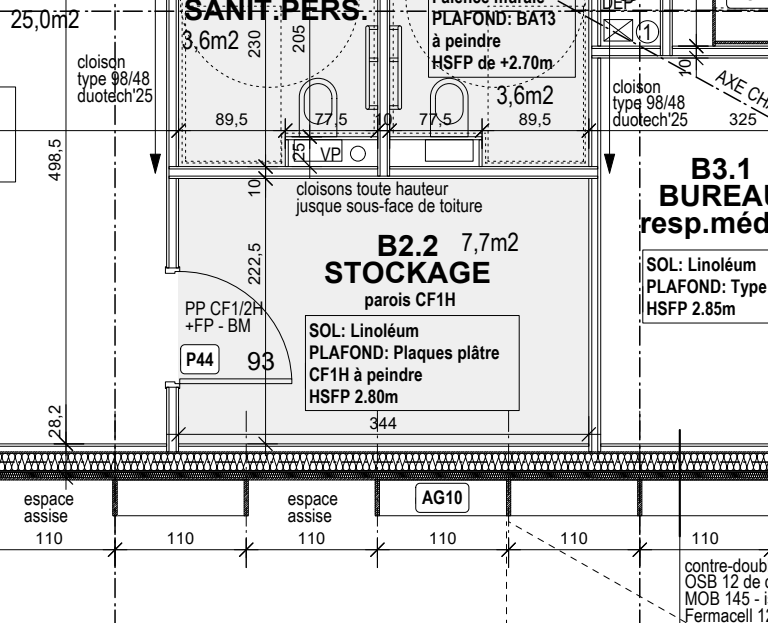 SANIT.PERS.
25,0m2
3,6m2
230
205
PLAFOND: BA13
à peindre
HSFP de +2.70m
3,6m2
1
10
cloison
type 98/48
duotech'25
cloison
type 98/48
duotech'25
AXE
325
89,5
77,5
10
77,5
89,5
498,5
25
VP
10
cloisons toute hauteur
jusque sous-face de toiture
B3.1
BUREAU
resp.méd
SOL: Linoléum
PLAFOND: Type
HSFP 2.85m
B2.2
7,7m2
STOCKAGE
parois CF1H
222,5
PP CF1/2H
+FP - BM
P44
93
SOL: Linoléum
PLAFOND: Plaques plâtre
CF1H à peindre
HSFP 2.80m
28,2
344
espace
assise
espace
assise
AG10
110
110
110
110
110
110
contre-doub
OSB 12 de
MOB 145 - i
Fermacell 12